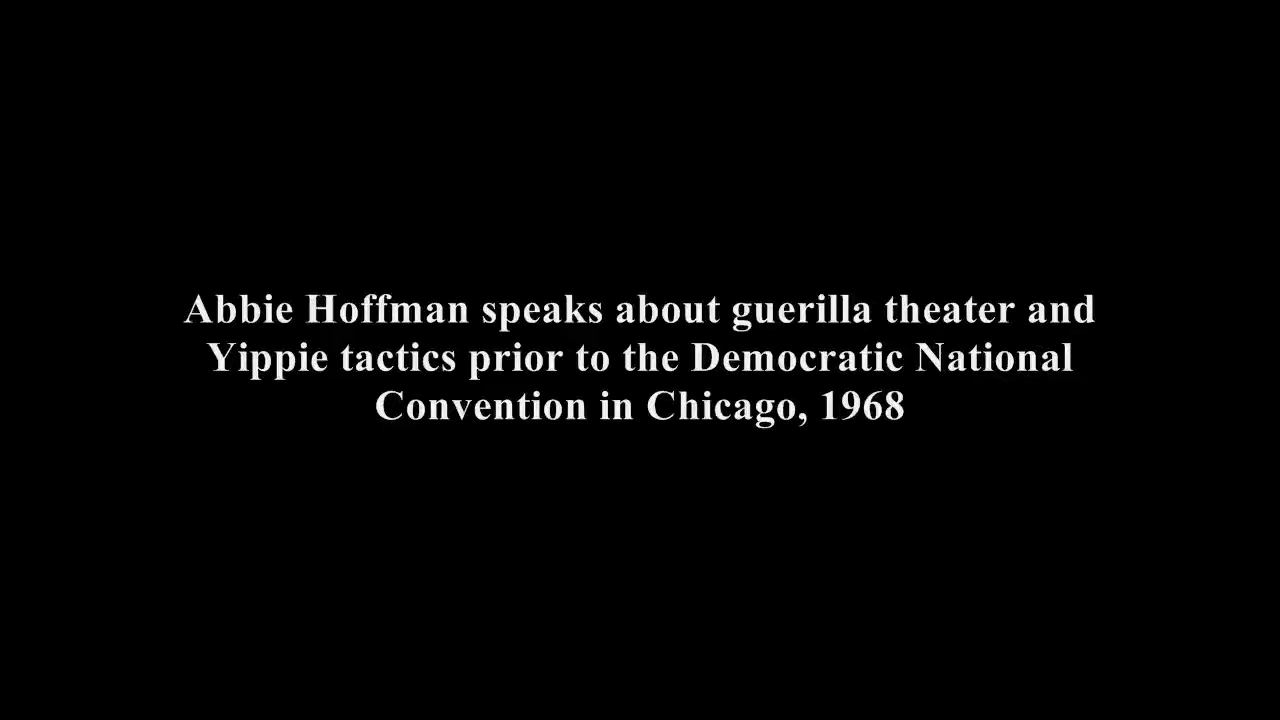 Abbie Hoffman speaks about guerilla theater and
Yippie tactics prior to the Democratic National
Convention in Chicago, 1968